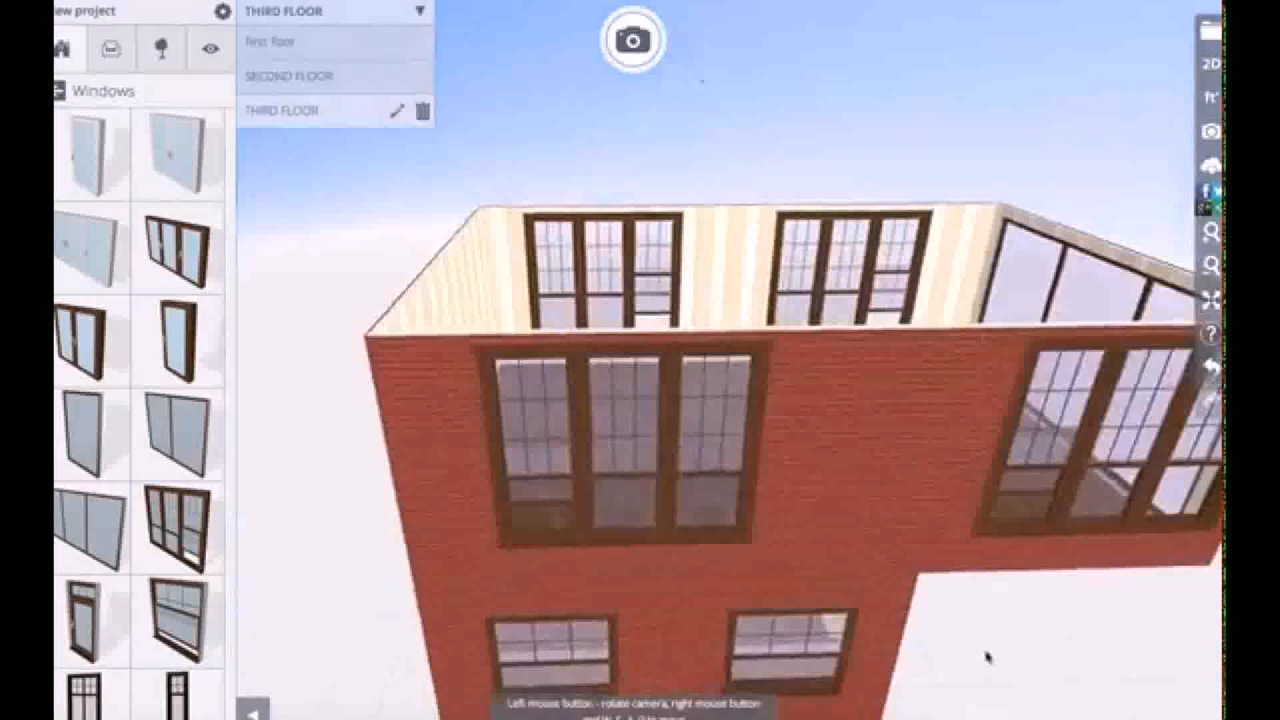 ew project
THIRD FLOOR
First floor
SECOND FLOOR
THIRD FLOOR
Windows
2D
ft'
?
Left mouse button - rotate camera, right mouse button